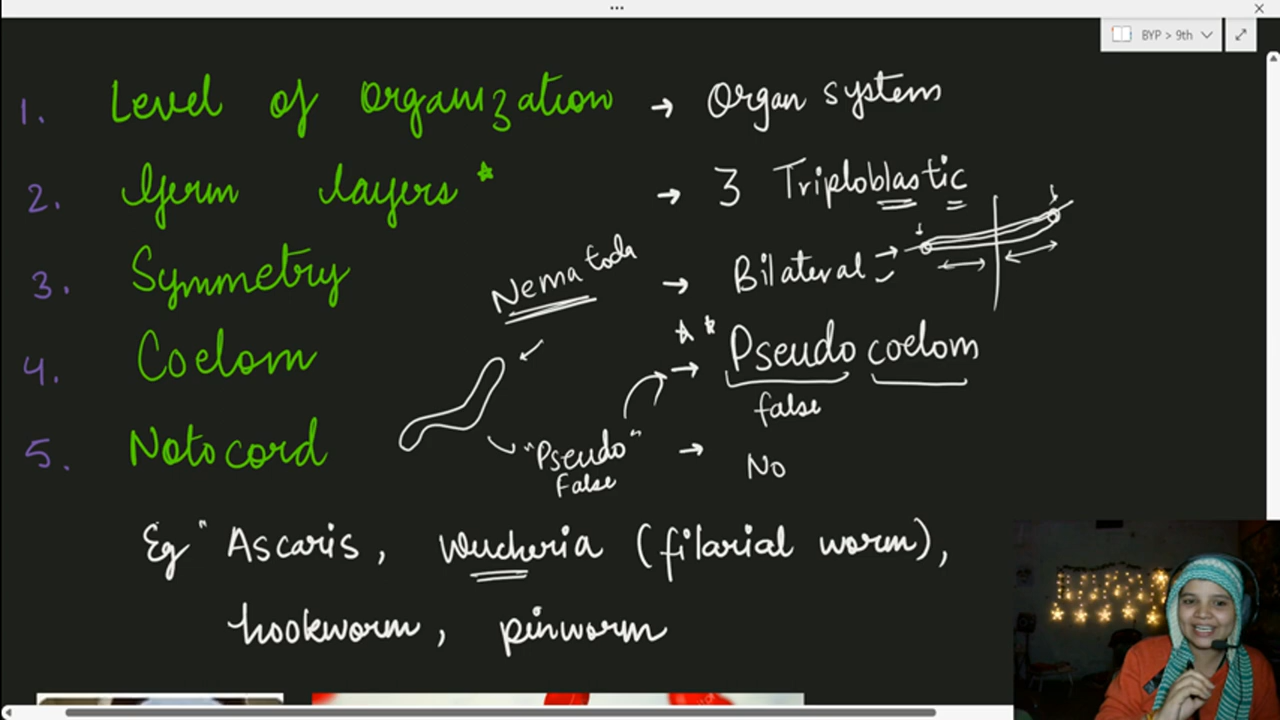 BYP > 9th
1. Level of Organization → Organ system
2. Germ layers → 3 Triploblastic
3. Symmetry → Bilateral →
Nematoda
4. Coelom → Pseudo coelom
false
5. Notocord → No
"Pseudo"
False
Eg" Ascaris, Wucheria (filarial worm),
hookworm, pinworm